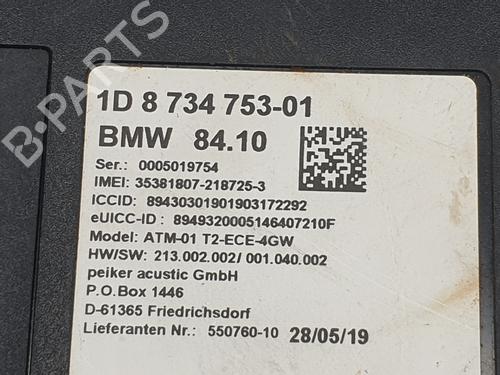 1D 8 734 753-01
BMW 84.10
Ser.: 0005019754
IMEI: 35381807-218725-3
ICCID: 89430301901903172292
eUICC-ID : 8949320005146407210F
Model: ATM-01 T2-ECE-4GW
HW/SW: 213.002.002/ 001.040.002
peiker acustic GmbH
P.O.Box 1446
D-61365 Friedrichsdorf
Lieferanten Nr.: 550760-10 28/05/19
B-PARTS